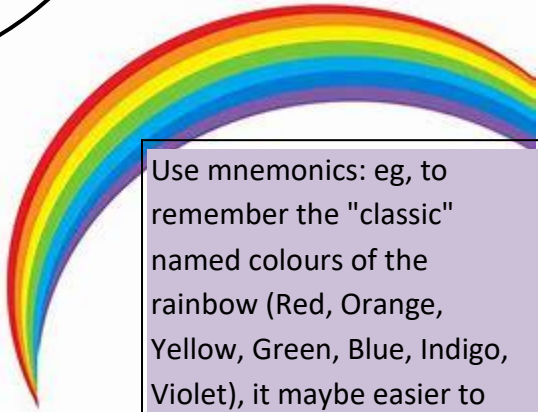 Use mnemonics: eg, to
remember the "classic"
named colours of the
rainbow (Red, Orange,
Yellow, Green, Blue, Indigo,
Violet), it maybe easier to